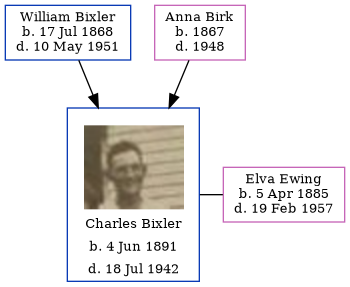 William Bixler
b. 17 Jul 1868
d. 10 May 1951
Anna Birk
b. 1867
d. 1948
Charles Bixler
b. 4 Jun 1891
d. 18 Jul 1942
Elva Ewing
b. 5 Apr 1885
d. 19 Feb 1957